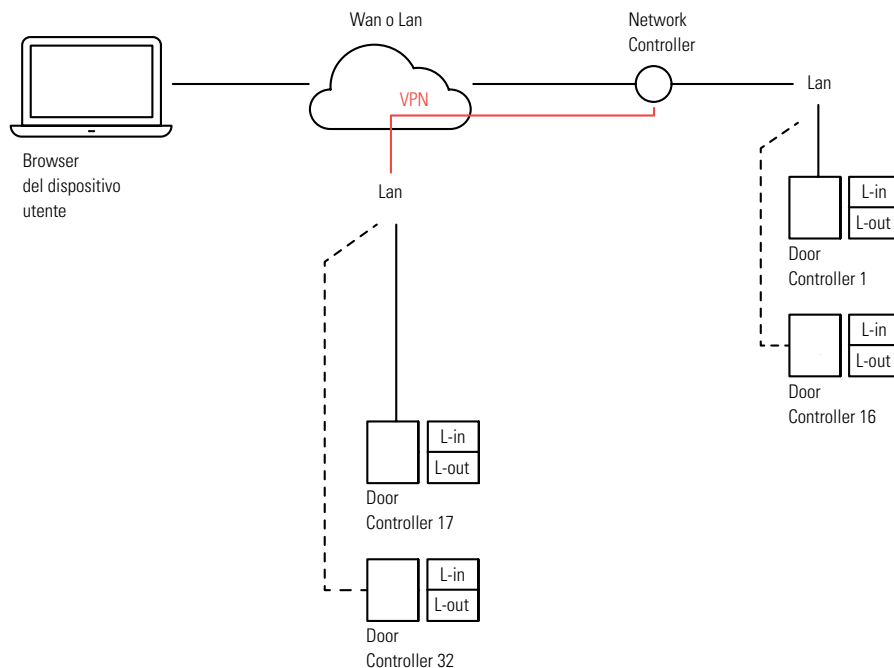 Wan o Lan
Network
Controller
Lan
VPN
Browser
del dispositivo
utente
Lan
L-in
L-out
Door
Controller 1
L-in
L-out
Door
Controller 16
L-in
L-out
Door
Controller 17
L-in
L-out
Door
Controller 32